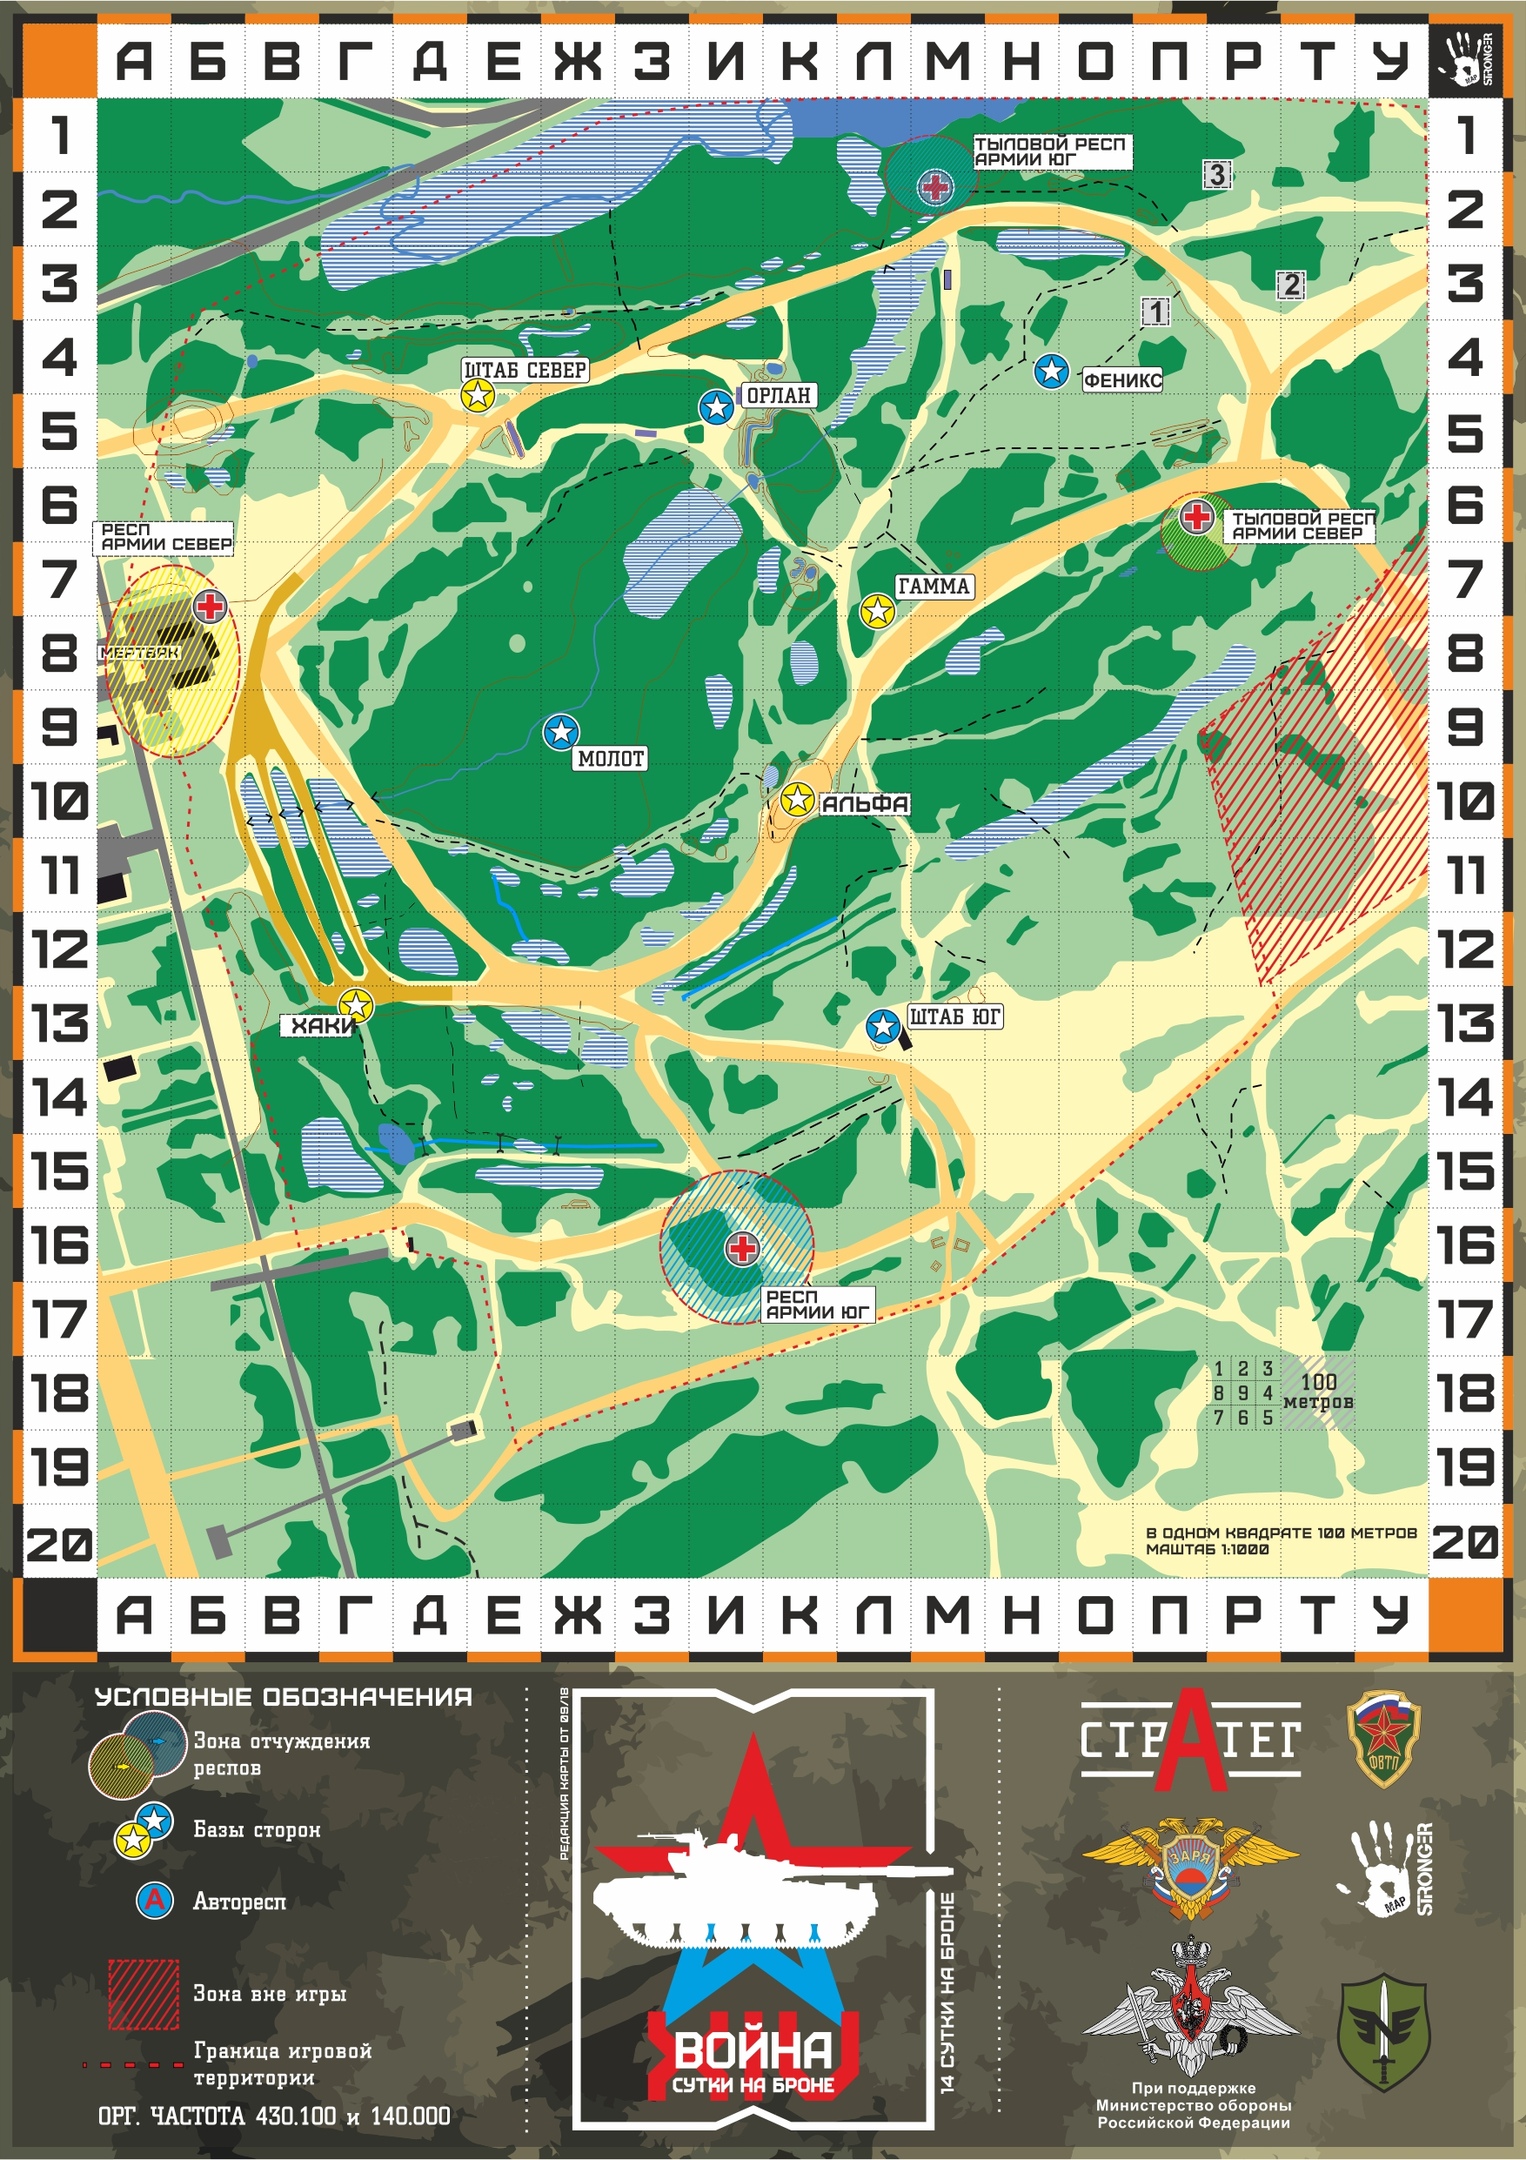 А Б В Г Д Е Ж З И К Л М Н О П Р Т У
MAP STRONGER
1 1
ТЫЛОВОЙ РЕСП
АРМИИ ЮГ
3
2 2
3 3
2
1
4 4
ШТАБ СЕВЕР
ФЕНИКС
ОРЛАН
5 5
6 6
РЕСП
АРМИИ СЕВЕР
ТЫЛОВОЙ РЕСП
АРМИИ СЕВЕР
7 7
ГАММА
8 8
МЕРТВЯК
9 9
МОЛОТ
10 10
АЛЬФА
11 11
12 12
13 13
ХАКИ
ШТАБ ЮГ
14 14
15 15
16 16
РЕСП
АРМИИ ЮГ
17 17
18 18
1 2 3
8 9 4
7 6 5
100
метров
19 19
В ОДНОМ КВАДРАТЕ 100 МЕТРОВ
МАШТАБ 1:1000
20 20
А Б В Г Д Е Ж З И К Л М Н О П Р Т У
УСЛОВНЫЕ ОБОЗНАЧЕНИЯ
Зона отчуждения
респов
Базы сторон
А
Авторесп
Зона вне игры
Граница игровой
территории
ОРГ. ЧАСТОТА 430.100 и 140.000
РЕДАКЦИЯ КАРТЫ ОТ 09/18
XIV
ВОЙНА
СУТКИ НА БРОНЕ
14 СУТКИ НА БРОНЕ
СТРАТЕГ
ФВТП
ЗАРЯ
MAP STRONGER
N
При поддержке
Министерство обороны
Российской Федерации